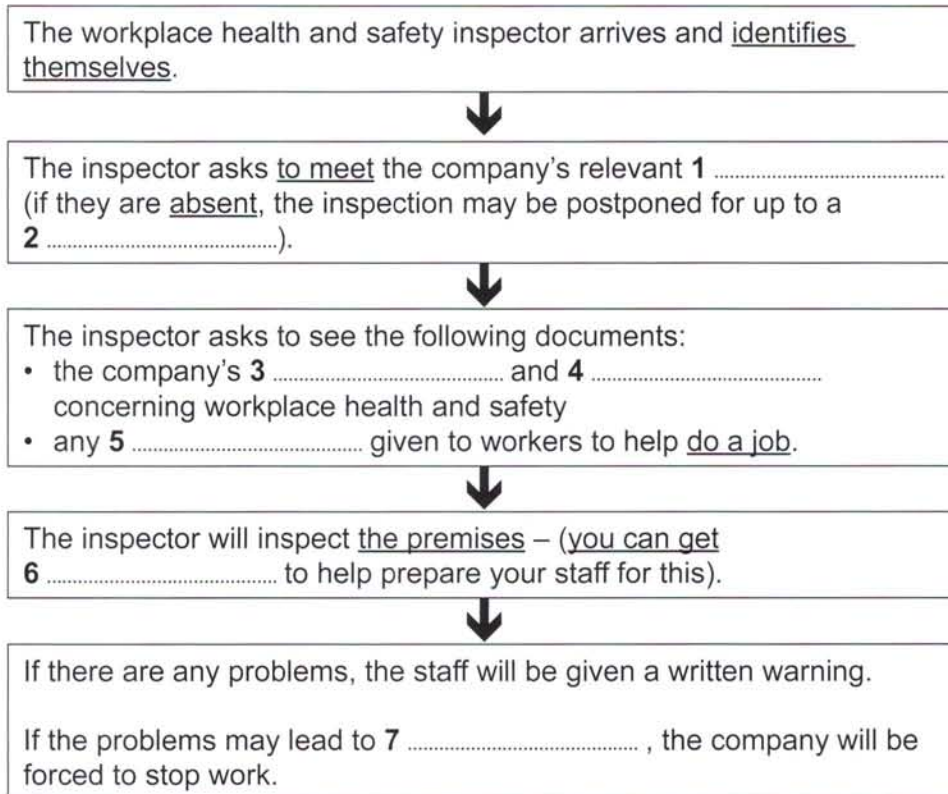 The workplace health and safety inspector arrives and identifies
themselves.
The inspector asks to meet the company's relevant 1 ........................................
(if they are absent, the inspection may be postponed for up to a
2 ........................................).
The inspector asks to see the following documents:
• the company's 3 ........................................ and 4 ........................................
concerning workplace health and safety
• any 5 ........................................ given to workers to help do a job.
The inspector will inspect the premises – (you can get
6 ........................................ to help prepare your staff for this).
If there are any problems, the staff will be given a written warning.
If the problems may lead to 7 ........................................ , the company will be
forced to stop work.